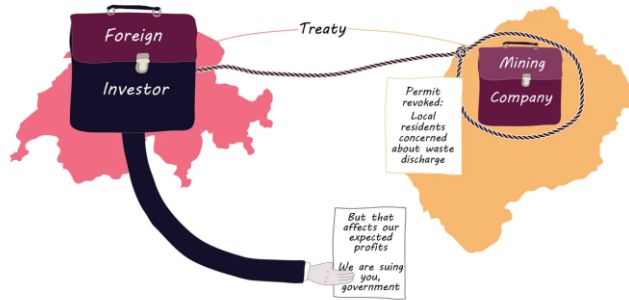 Foreign
Investor
Treaty
Mining
Company
Permit
revoked:
Local
residents
concerned
about waste
discharge
But that
affects our
expected
profits
We are suing
you,
government